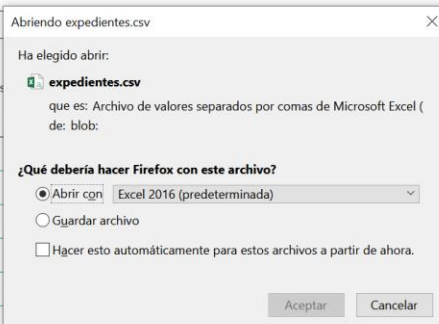 Abriendo expedientes.csv
Ha elegido abrir:
expedientes.csv
que es: Archivo de valores separados por comas de Microsoft Excel (
de: blob:
¿Qué debería hacer Firefox con este archivo?
Abrir con Excel 2016 (predeterminada)
Guardar archivo
Hacer esto automáticamente para estos archivos a partir de ahora.
Aceptar Cancelar